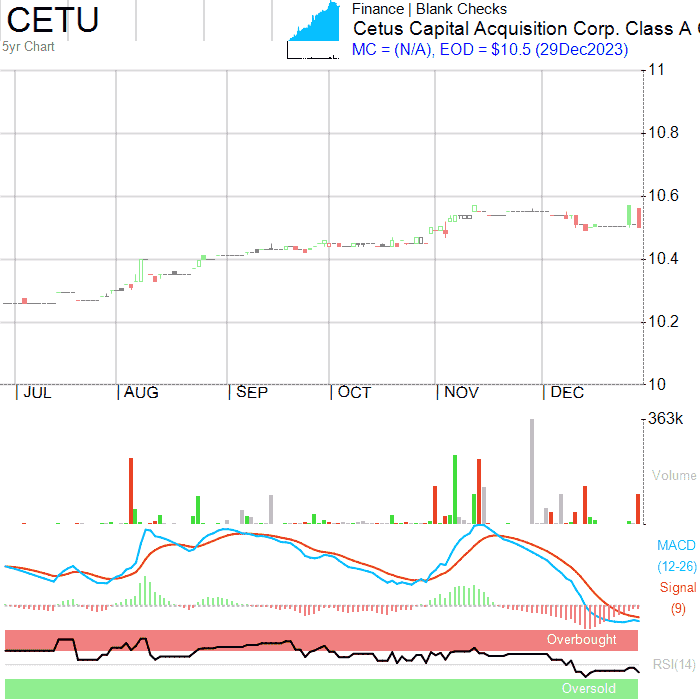 CETU
Finance | Blank Checks
Cetus Capital Acquisition Corp. Class A
5yr Chart
MC = (N/A), EOD = $10.5 (29Dec2023)
11
10.8
10.6
10.4
10.2
10
JUL AUG SEP OCT NOV DEC
363k
Volume
MACD
(12-26)
Signal
(9)
Overbought
RSI(14)
Oversold